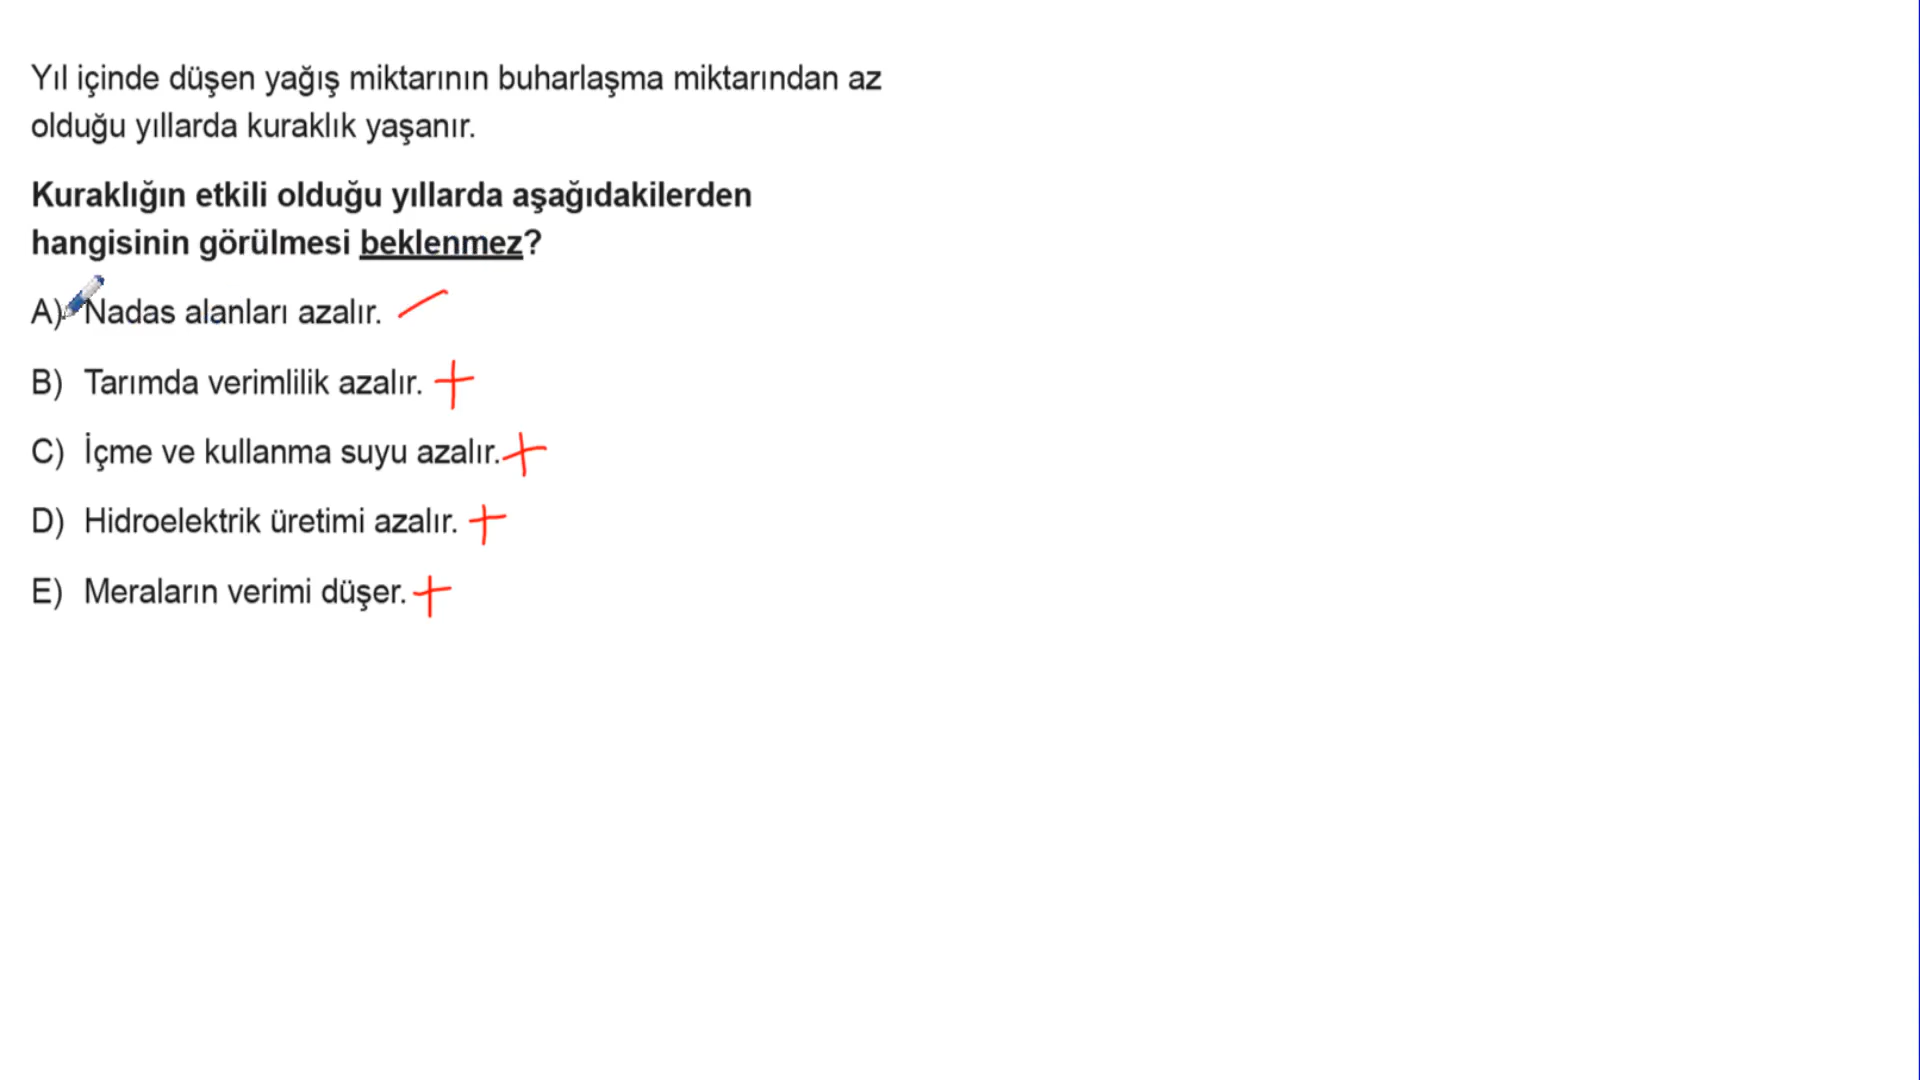 Yıl içinde düşen yağış miktarının buharlaşma miktarından az
olduğu yıllarda kuraklık yaşanır.
Kuraklığın etkili olduğu yıllarda aşağıdakilerden
hangisinin görülmesi beklenmez?
A) Nadas alanları azalır. –
B) Tarımda verimlilik azalır. +
C) İçme ve kullanma suyu azalır. +
D) Hidroelektrik üretimi azalır. +
E) Meraların verimi düşer. +